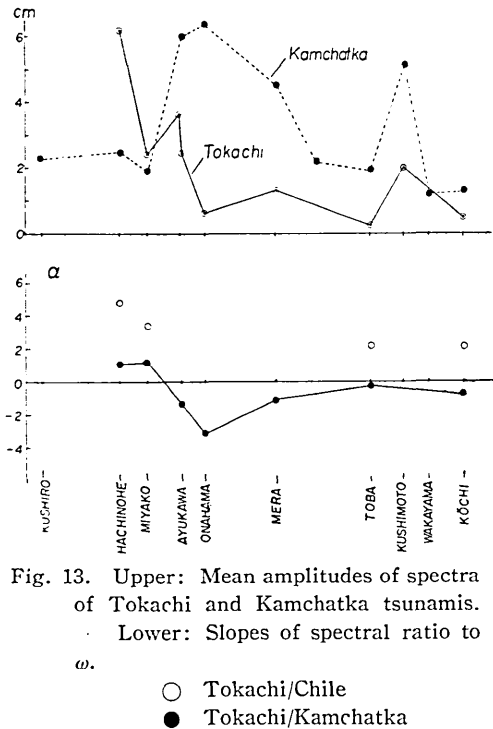 cm
6
4
2
0
Kamchatka
Tokachi
α
6
4
2
0
-2
-4
KUSHIRO
HACHINOHE
MIYAKO
AYUKAWA
ONAHAMA
MERA
TOBA
KUSHIMOTO
WAKAYAMA
KŌCHI
Fig. 13. Upper: Mean amplitudes of spectra
of Tokachi and Kamchatka tsunamis.
Lower: Slopes of spectral ratio to
ω.
○ Tokachi/Chile
● Tokachi/Kamchatka